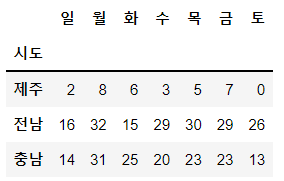 일 월 화 수 목 금 토
시도
제주 2 8 6 3 5 7 0
전남 16 32 15 29 30 29 26
충남 14 31 25 20 23 23 13